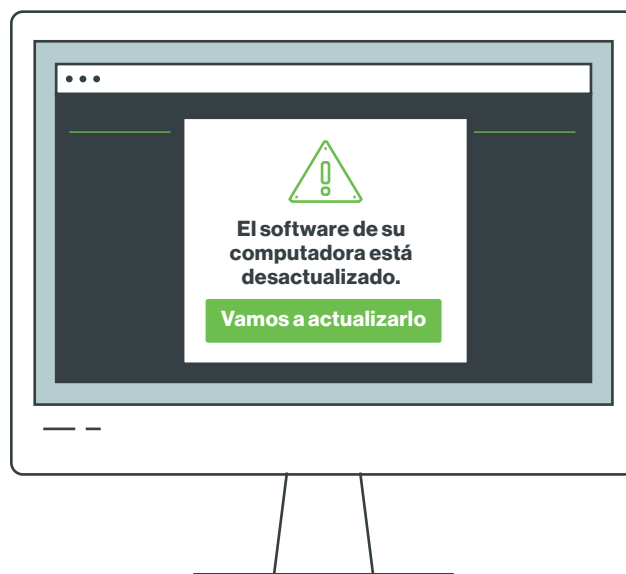 El software de su
computadora está
desactualizado.
Vamos a actualizarlo